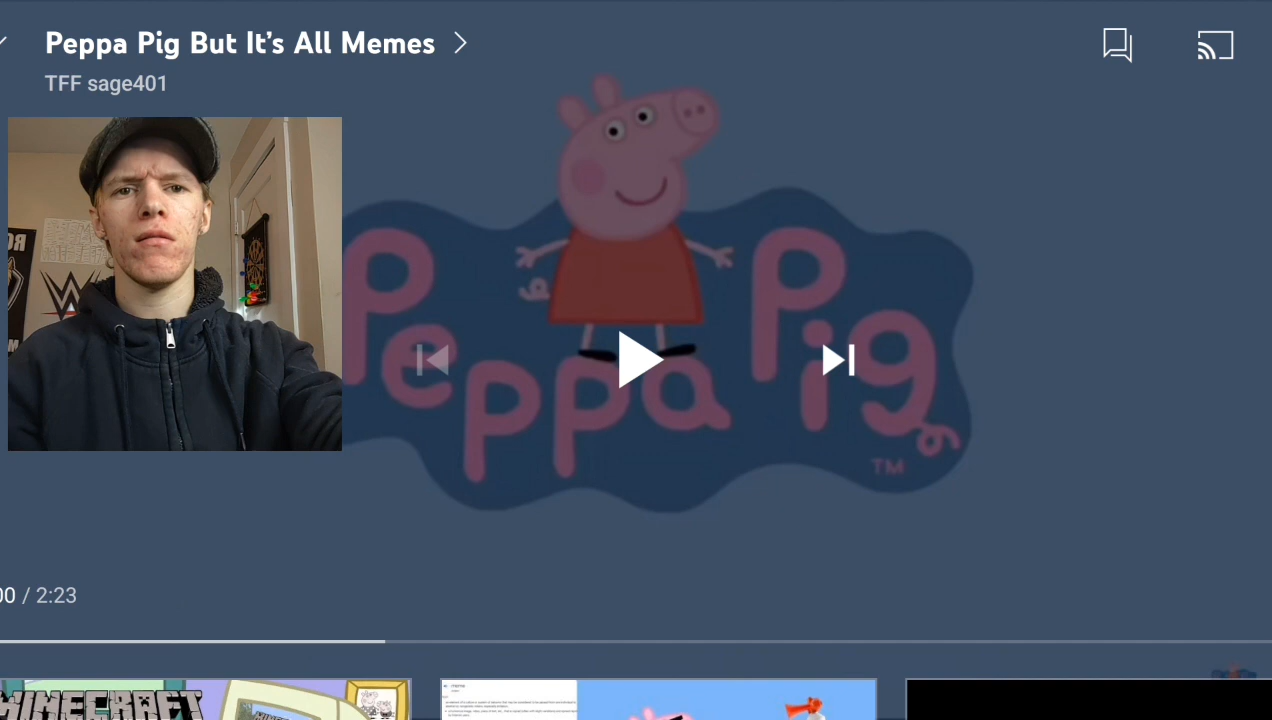 Peppa Pig But It's All Memes
TFF sage401
Peppa Pig
TM
00 / 2:23
MINECRAFT